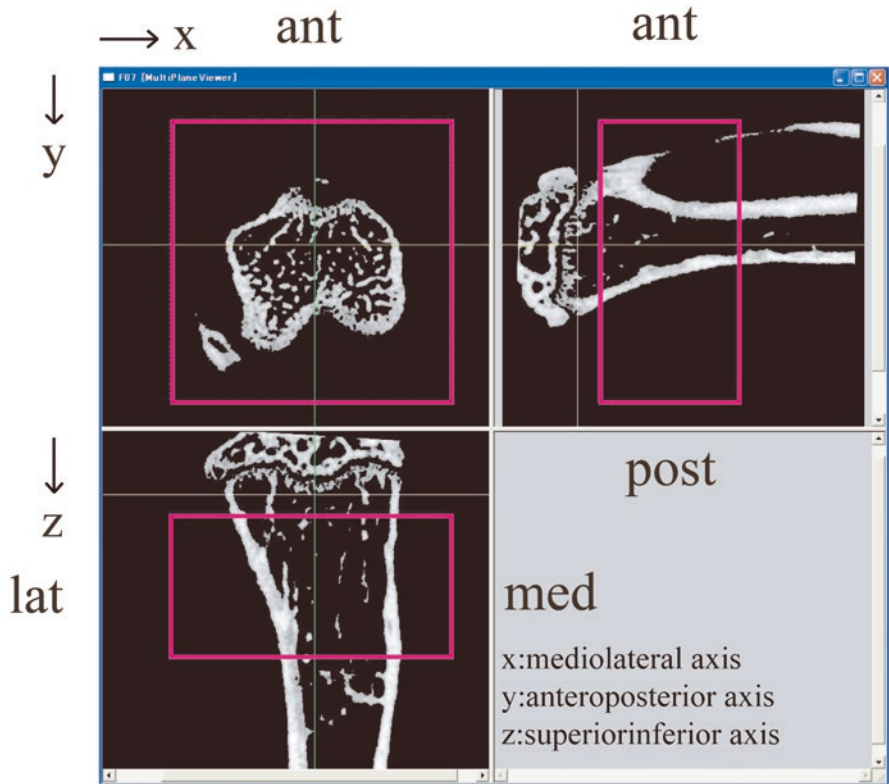 x ant ant
F07 [MultiPlaneViewer]
y
z
post
lat
med
x:mediolateral axis
y:anteroposterior axis
z:superiorinferior axis